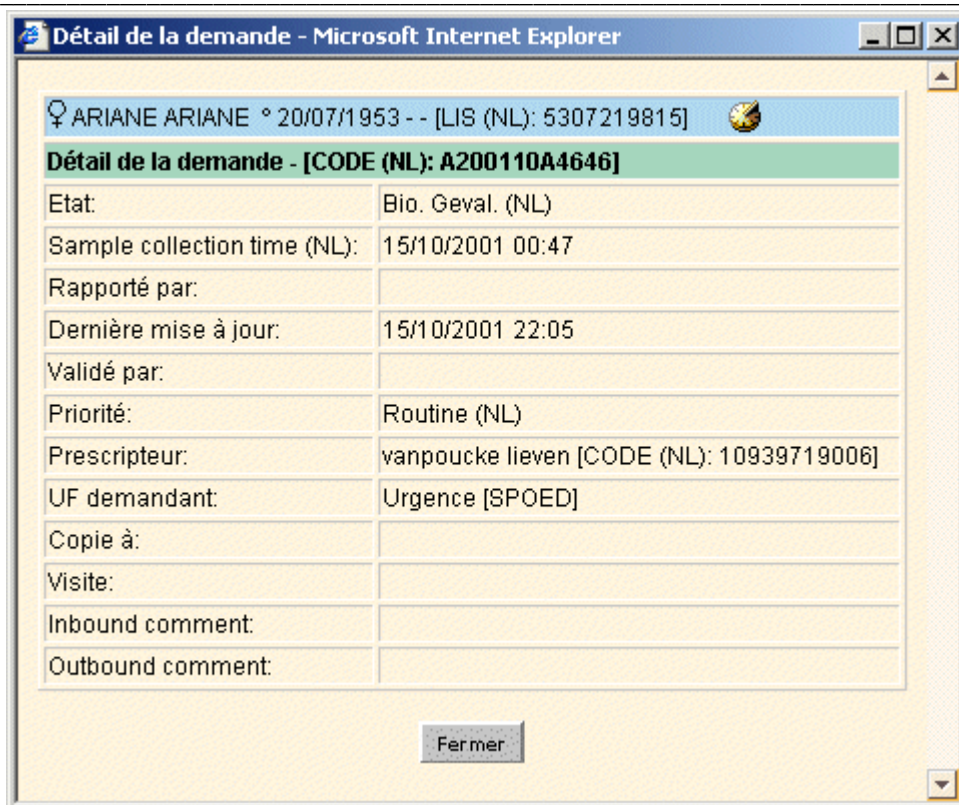 Détail de la demande - Microsoft Internet Explorer
♀ ARIANE ARIANE ° 20/07/1953 - - [LIS (NL): 5307219815]
Détail de la demande - [CODE (NL): A200110A4646]
Etat: Bio. Geval. (NL)
Sample collection time (NL): 15/10/2001 00:47
Rapporté par:
Dernière mise à jour: 15/10/2001 22:05
Validé par:
Priorité: Routine (NL)
Prescripteur: vanpoucke lieven [CODE (NL): 10939719006]
UF demandant: Urgence [SPOED]
Copie à:
Visite:
Inbound comment:
Outbound comment:
Fermer